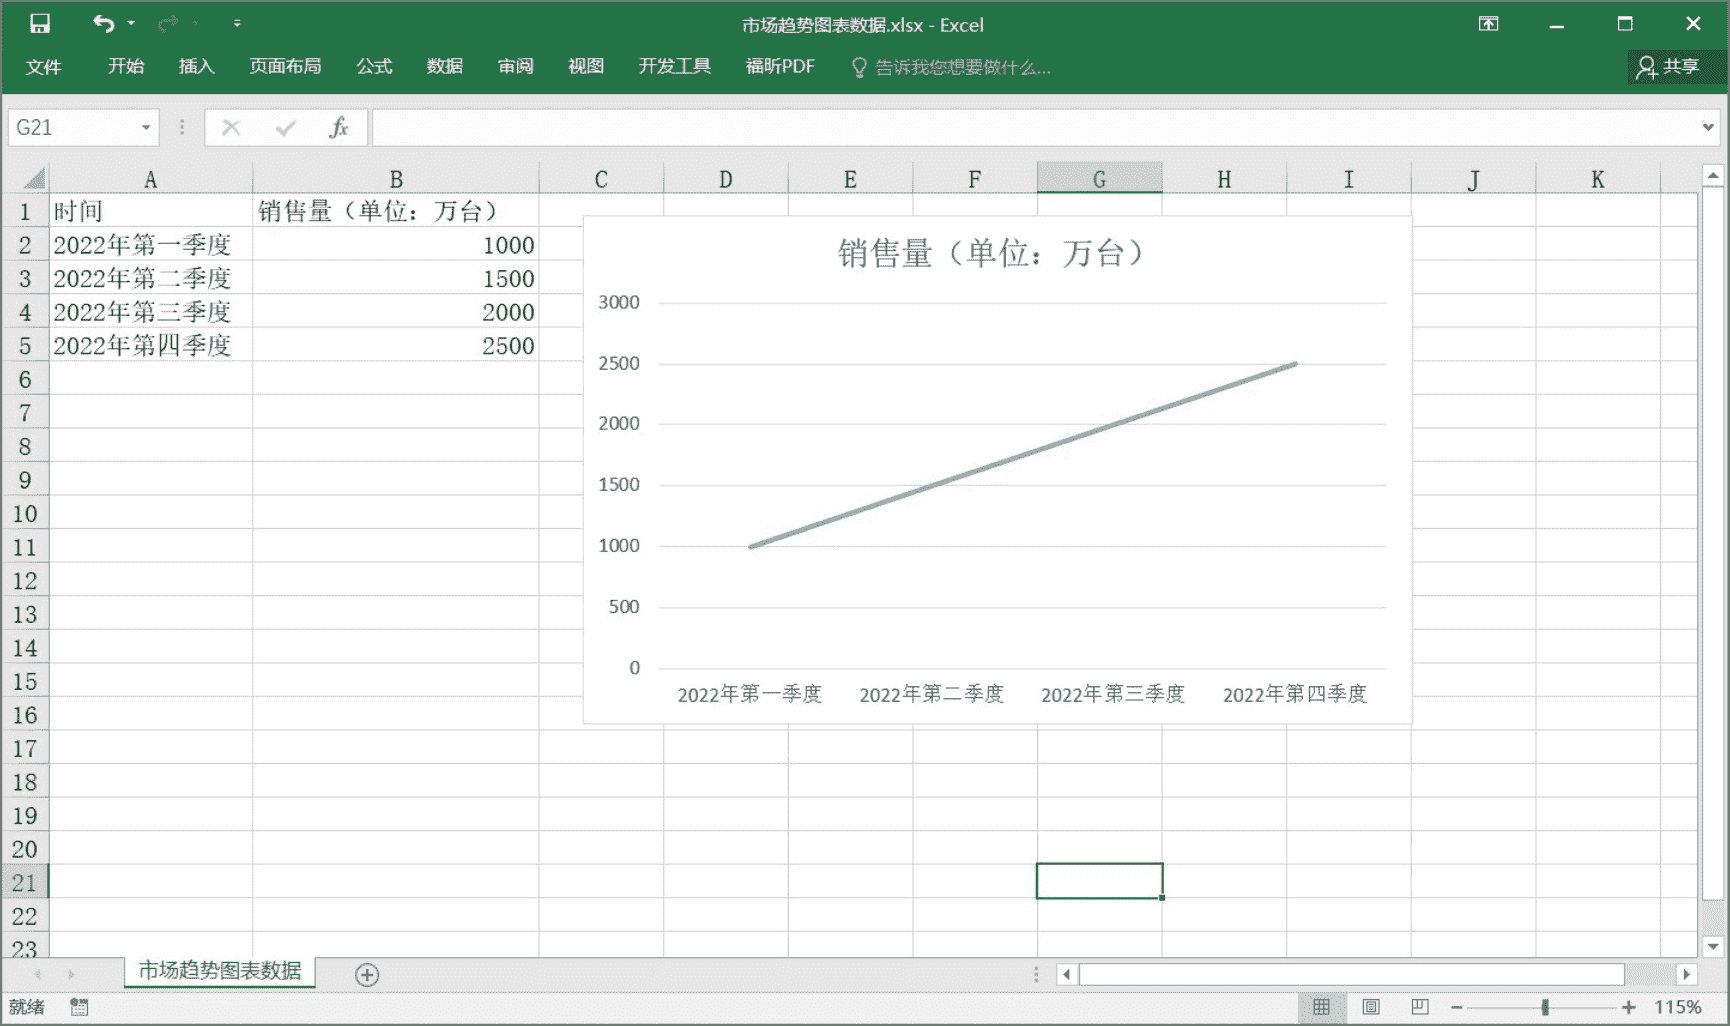 市场趋势图表数据.xlsx - Excel
文件 开始 插入 页面布局 公式 数据 审阅 视图 开发工具 福昕PDF 告诉我您想要做什么... 共享
G21 fx
A B C D E F G H I J K
1 时间 销售量（单位：万台）
2 2022年第一季度 1000
3 2022年第二季度 1500
4 2022年第三季度 2000
5 2022年第四季度 2500
6
7
8
9
10
11
12
13
14
15
16
17
18
19
20
21
22
23
销售量（单位：万台）
3000
2500
2000
1500
1000
500
0
2022年第一季度 2022年第二季度 2022年第三季度 2022年第四季度
市场趋势图表数据
就绪 115%